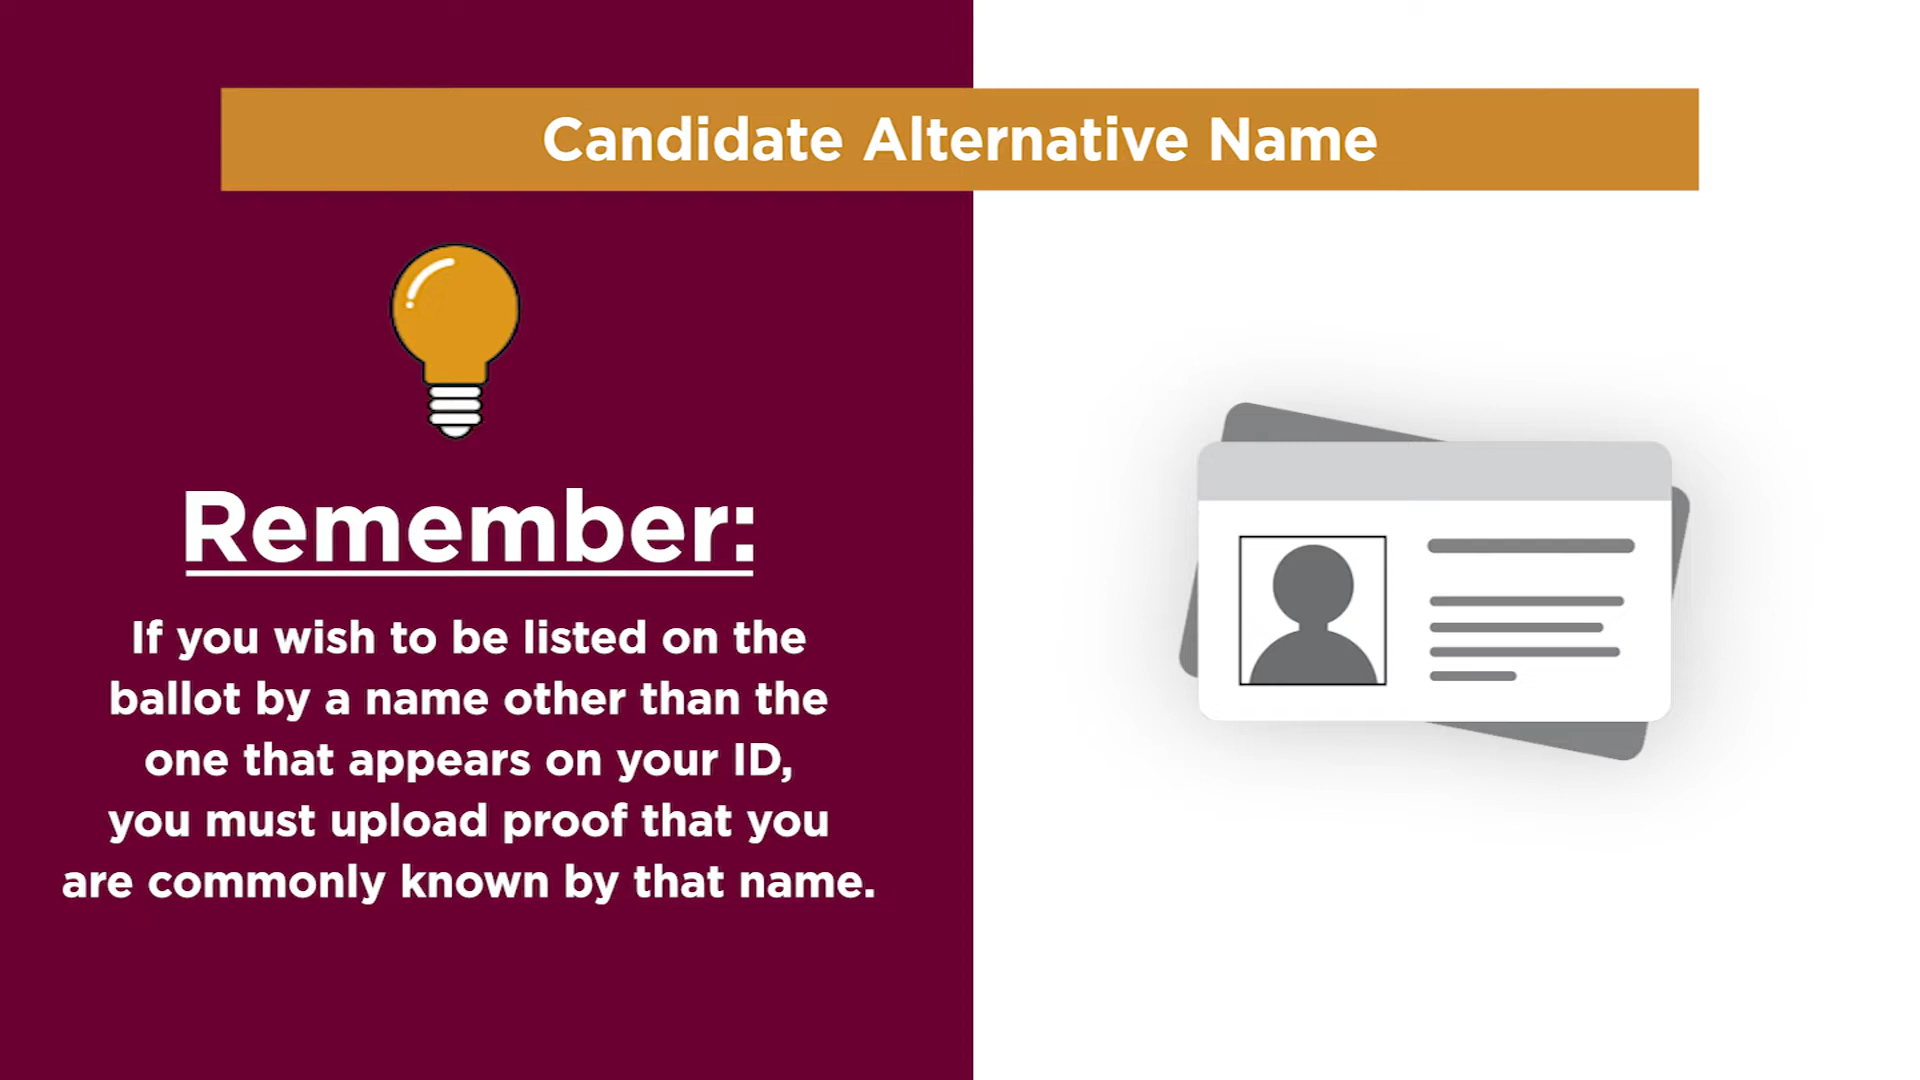 Candidate Alternative Name
Remember:
If you wish to be listed on the
ballot by a name other than the
one that appears on your ID,
you must upload proof that you
are commonly known by that name.